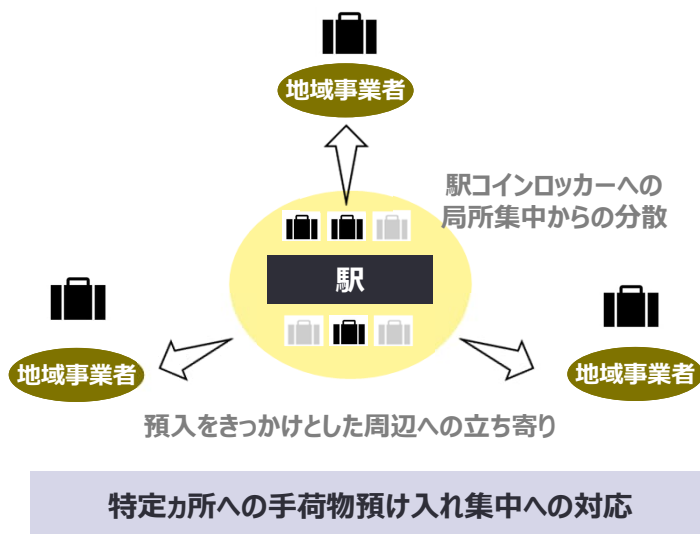 地域事業者
駅コインロッカーへの
局所集中からの分散
駅
地域事業者
地域事業者
預入をきっかけとした周辺への立ち寄り
特定ヵ所への手荷物預け入れ集中への対応